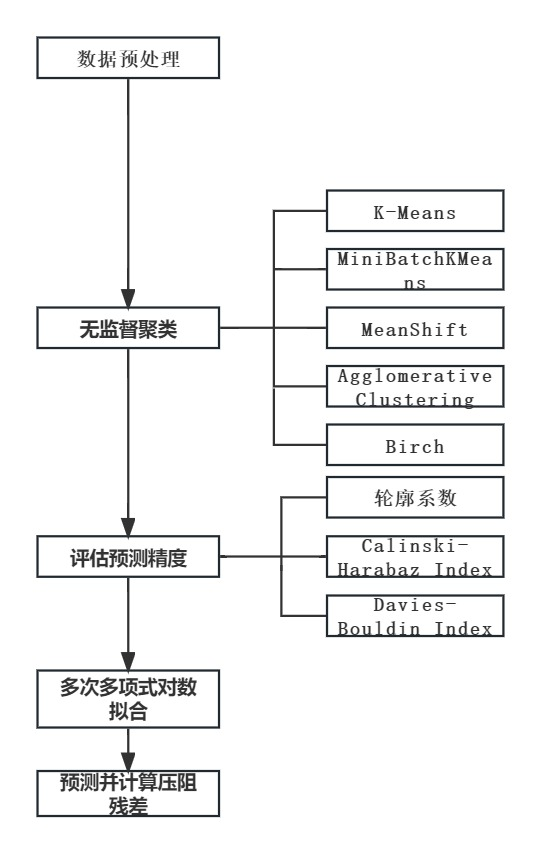 数据预处理
K-Means
MiniBatchKMea
ns
无监督聚类
MeanShift
Agglomerative
Clustering
Birch
轮廓系数
评估预测精度
Calinski-
Harabaz Index
Davies-
Bouldin Index
多次多项式对数
拟合
预测并计算压阻
残差